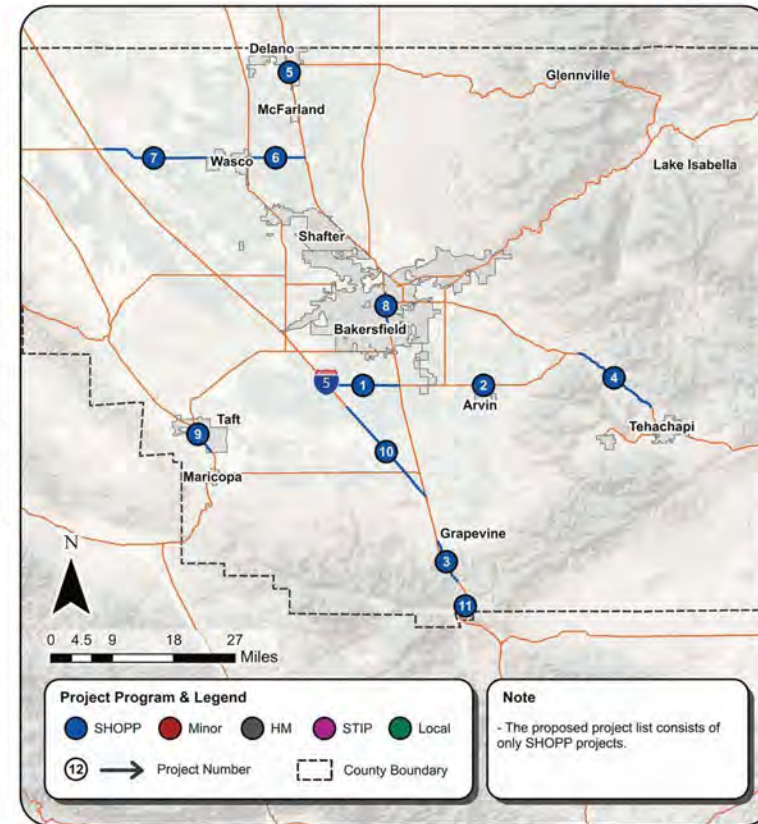 Delano
5
Glennville
McFarland
7
Wasco
6
Lake Isabella
Shafter
8
Bakersfield
5
1
2
4
Arvin
Taft
9
Tehachapi
10
Maricopa
Grapevine
N
3
11
0 4.5 9 18 27
Miles
Project Program & Legend
SHOPP Minor HM STIP Local
12 Project Number County Boundary
Note
- The proposed project list consists of
only SHOPP projects.